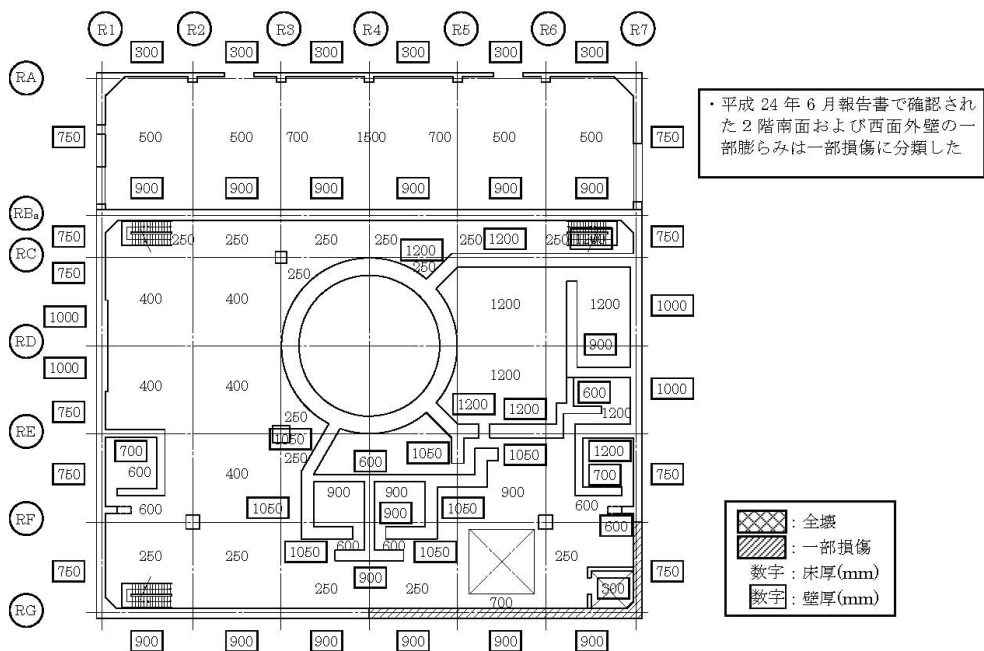 R1 R2 R3 R4 R5 R6 R7
300 300 300 300 300 300
RA
・平成 24 年 6 月報告書で確認され
た 2 階南面および西面外壁の一
部膨らみは一部損傷に分類した
750 500 500 700 1500 700 500 500 750
900 900 900 900 900 900
RBa
750 250 250 250 250 250 1200 250 1200 750
RC
1200
750 250 250
400 400 1200 1200 1000
1000
RD
900
1000
400 400 1200 600 1000
750 250 1200 1200 1200
RE
1050
700 250 600 1050 1050 1200
750 600 400 700 750
600 1050 900 900 900 1050 900 600
RF
600
1050 600 600 1050
250 250 250
750 900 300 750
250 250 700
RG
900 900 900 900 900 900
: 全壊
: 一部損傷
数字 : 床厚(mm)
数字 : 壁厚(mm)